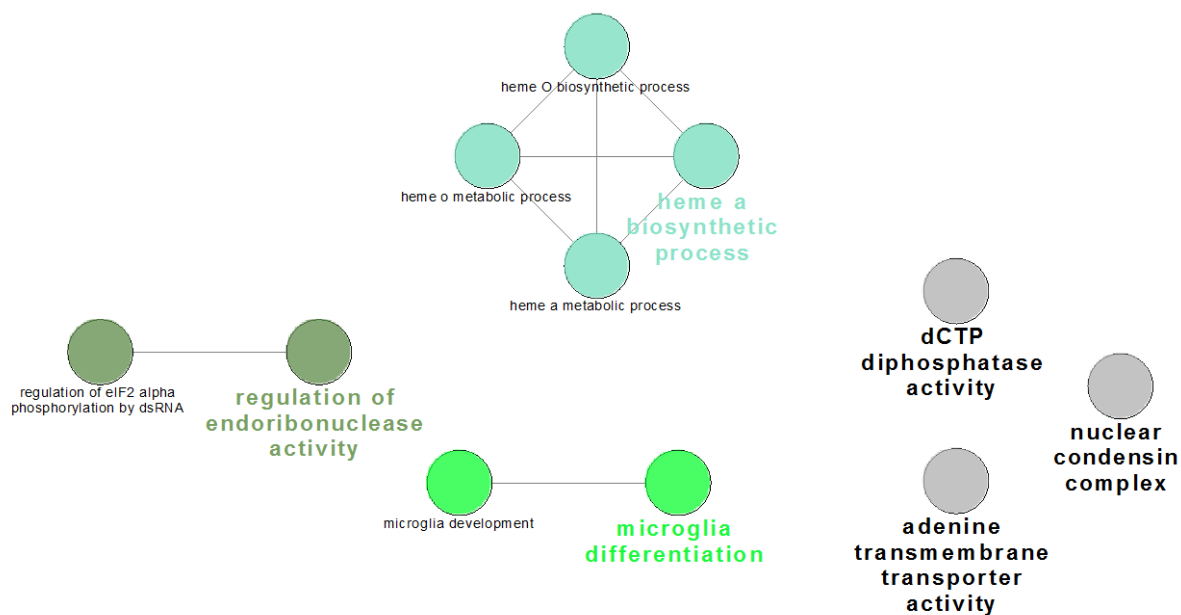 heme O biosynthetic process
heme o metabolic process
heme a
biosynthetic
process
heme a metabolic process
regulation of eIF2 alpha
phosphorylation by dsRNA
regulation of
endoribonuclease
activity
microglia development
microglia
differentiation
dCTP
diphosphatase
activity
nuclear
condensin
complex
adenine
transmembrane
transporter
activity